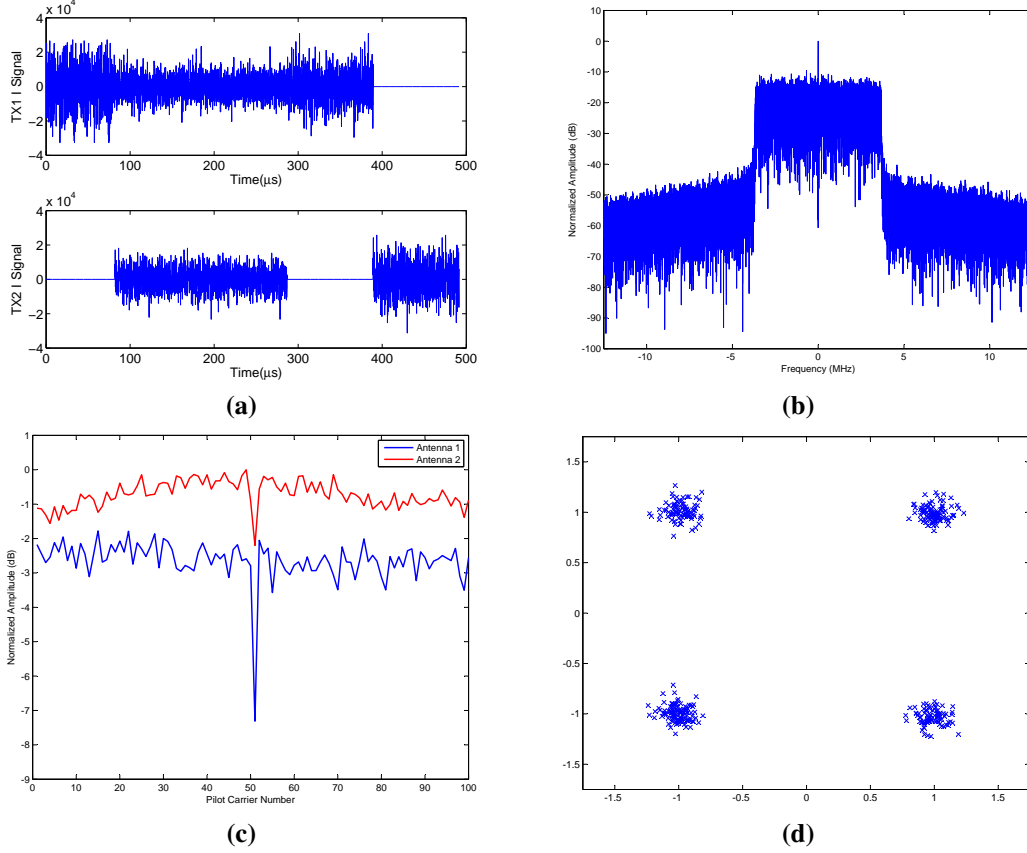 x 10^4
4
2
0
−2
−4
TX1 I Signal
0 100 200 300 400 500
Time(μs)
x 10^4
4
2
0
−2
−4
TX2 I Signal
0 100 200 300 400 500
Time(μs)
(a)
10
0
-10
-20
-30
-40
-50
-60
-70
-80
-90
-100
Normalized Amplitude (dB)
-10 -5 0 5 10
Frequency (MHz)
(b)
1
0
-1
-2
-3
-4
-5
-6
-7
-8
-9
Normalized Amplitude (dB)
Antenna 1
Antenna 2
0 10 20 30 40 50 60 70 80 90 100
Pilot Carrier Number
(c)
1.5
1
0.5
0
-0.5
-1
-1.5
-1.5 -1 -0.5 0 0.5 1 1.5
(d)